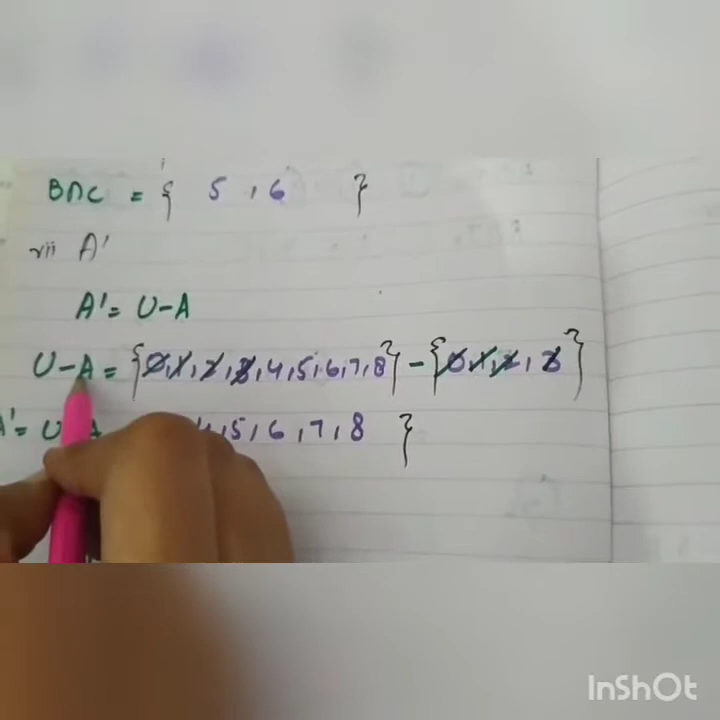 B∩C = { 5 , 6 }
vii A'
A' = U-A
U-A = {0,1,2,3,4,5,6,7,8} - {0,1,2,3}
A' = U A 4,5,6,7,8 }
InShOt